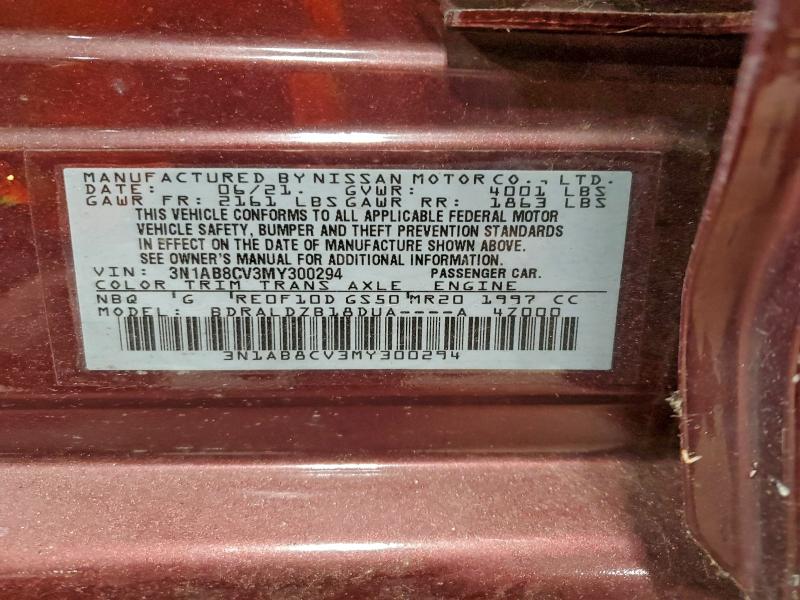 MANUFACTURED BY NISSAN MOTOR CO., LTD.
DATE: 06/21. GVWR: 4001 LBS
GAWR FR: 2161 LBS GAWR RR: 1863 LBS
THIS VEHICLE CONFORMS TO ALL APPLICABLE FEDERAL MOTOR
VEHICLE SAFETY, BUMPER AND THEFT PREVENTION STANDARDS
IN EFFECT ON THE DATE OF MANUFACTURE SHOWN ABOVE.
SEE OWNER'S MANUAL FOR ADDITIONAL INFORMATION.
VIN: 3N1AB8CV3MY300294 PASSENGER CAR.
COLOR TRIM TRANS AXLE ENGINE
NBQ 'G 'RE0F10D GS50'MR20 1997 CC
MODEL: BDRALDZB18DUA----A 4Z000
3N1AB8CV3MY300294